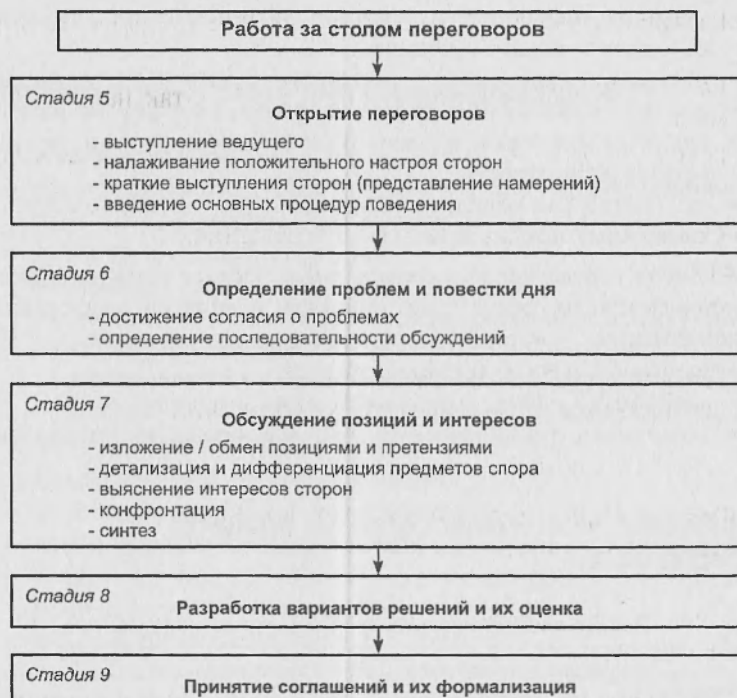 Работа за столом переговоров
Стадия 5
Открытие переговоров
- выступление ведущего
- налаживание положительного настроя сторон
- краткие выступления сторон (представление намерений)
- введение основных процедур поведения
Стадия 6
Определение проблем и повестки дня
- достижение согласия о проблемах
- определение последовательности обсуждений
Стадия 7
Обсуждение позиций и интересов
- изложение / обмен позициями и претензиями
- детализация и дифференциация предметов спора
- выяснение интересов сторон
- конфронтация
- синтез
Стадия 8
Разработка вариантов решений и их оценка
Стадия 9
Принятие соглашений и их формализация